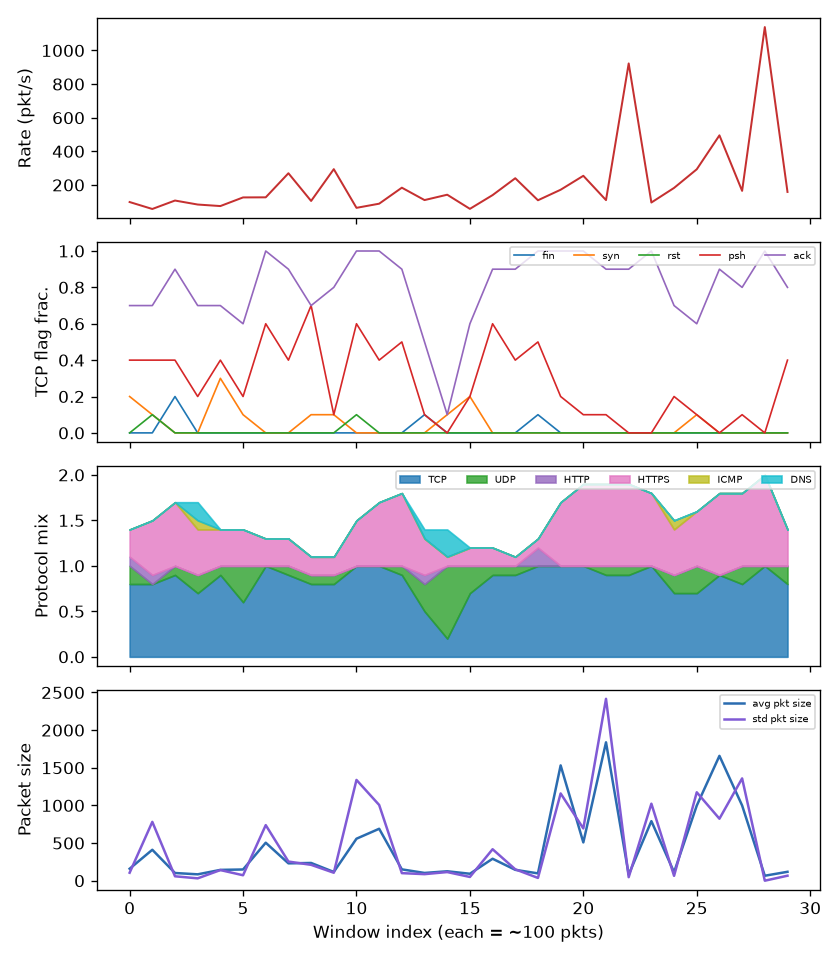 1000
800
600
400
200
Rate (pkt/s)
fin syn rst psh ack
1.0
0.8
0.6
0.4
0.2
0.0
TCP flag frac.
TCP UDP HTTP HTTPS ICMP DNS
2.0
1.5
1.0
0.5
0.0
Protocol mix
avg pkt size
std pkt size
2500
2000
1500
1000
500
0
Packet size
0 5 10 15 20 25 30
Window index (each = ~100 pkts)